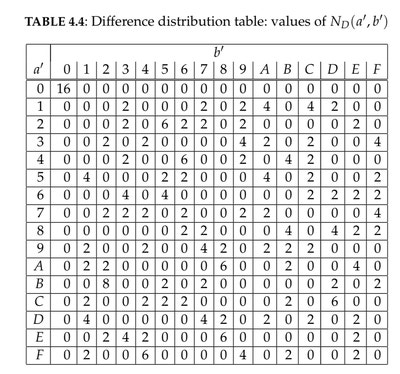 TABLE 4.4: Difference distribution table: values of N_D(a′, b′)
b′
a′ 0 1 2 3 4 5 6 7 8 9 A B C D E F
0 16 0 0 0 0 0 0 0 0 0 0 0 0 0 0 0
1 0 0 0 2 0 0 0 2 0 2 4 0 4 2 0 0
2 0 0 0 2 0 6 2 2 0 2 0 0 0 0 2 0
3 0 0 2 0 2 0 0 0 0 4 2 0 2 0 0 4
4 0 0 0 2 0 0 6 0 0 2 0 4 2 0 0 0
5 0 4 0 0 0 2 2 0 0 0 4 0 2 0 0 2
6 0 0 0 4 0 4 0 0 0 0 0 0 2 2 2 2
7 0 0 2 2 2 0 2 0 0 2 2 0 0 0 0 4
8 0 0 0 0 0 0 2 2 0 0 0 4 0 4 2 2
9 0 2 0 0 2 0 0 4 2 0 2 2 2 0 0 0
A 0 2 2 0 0 0 0 0 6 0 0 2 0 0 4 0
B 0 0 8 0 0 2 0 2 0 0 0 0 0 2 0 2
C 0 2 0 0 2 2 2 0 0 0 0 2 0 6 0 0
D 0 4 0 0 0 0 0 4 2 0 2 0 2 0 2 0
E 0 0 2 4 2 0 0 0 6 0 0 0 0 0 2 0
F 0 2 0 0 6 0 0 0 0 4 0 2 0 0 2 0